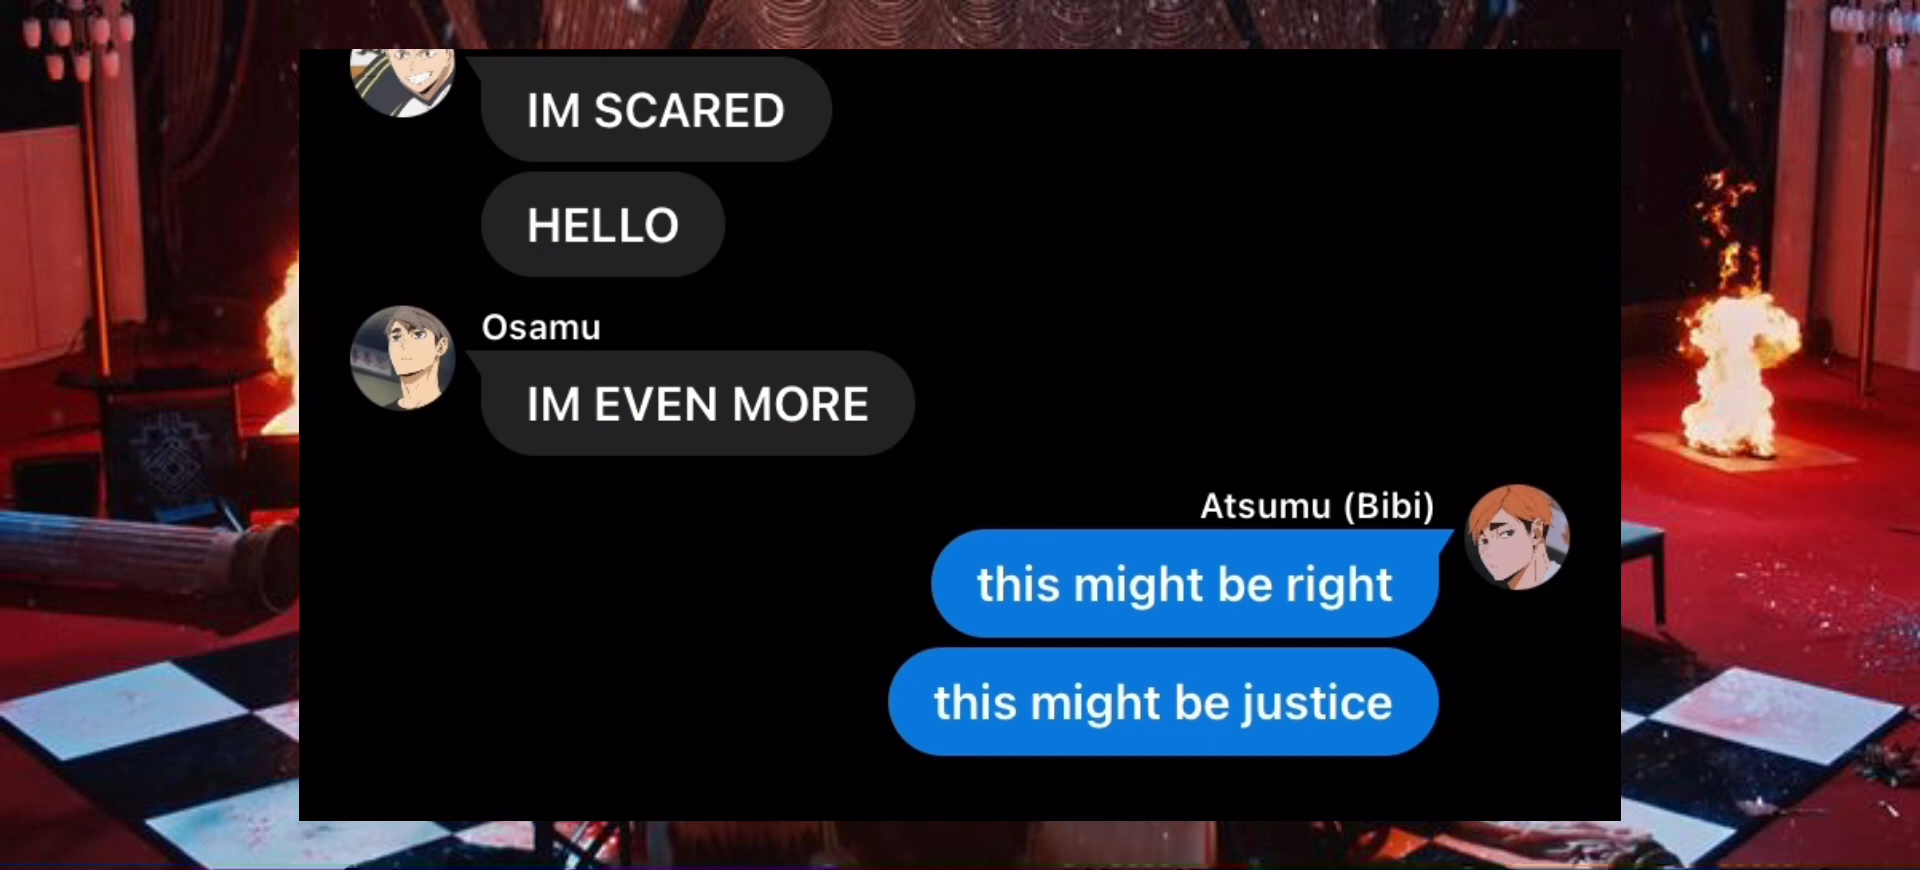 IM SCARED
HELLO
Osamu
IM EVEN MORE
Atsumu (Bibi)
this might be right
this might be justice